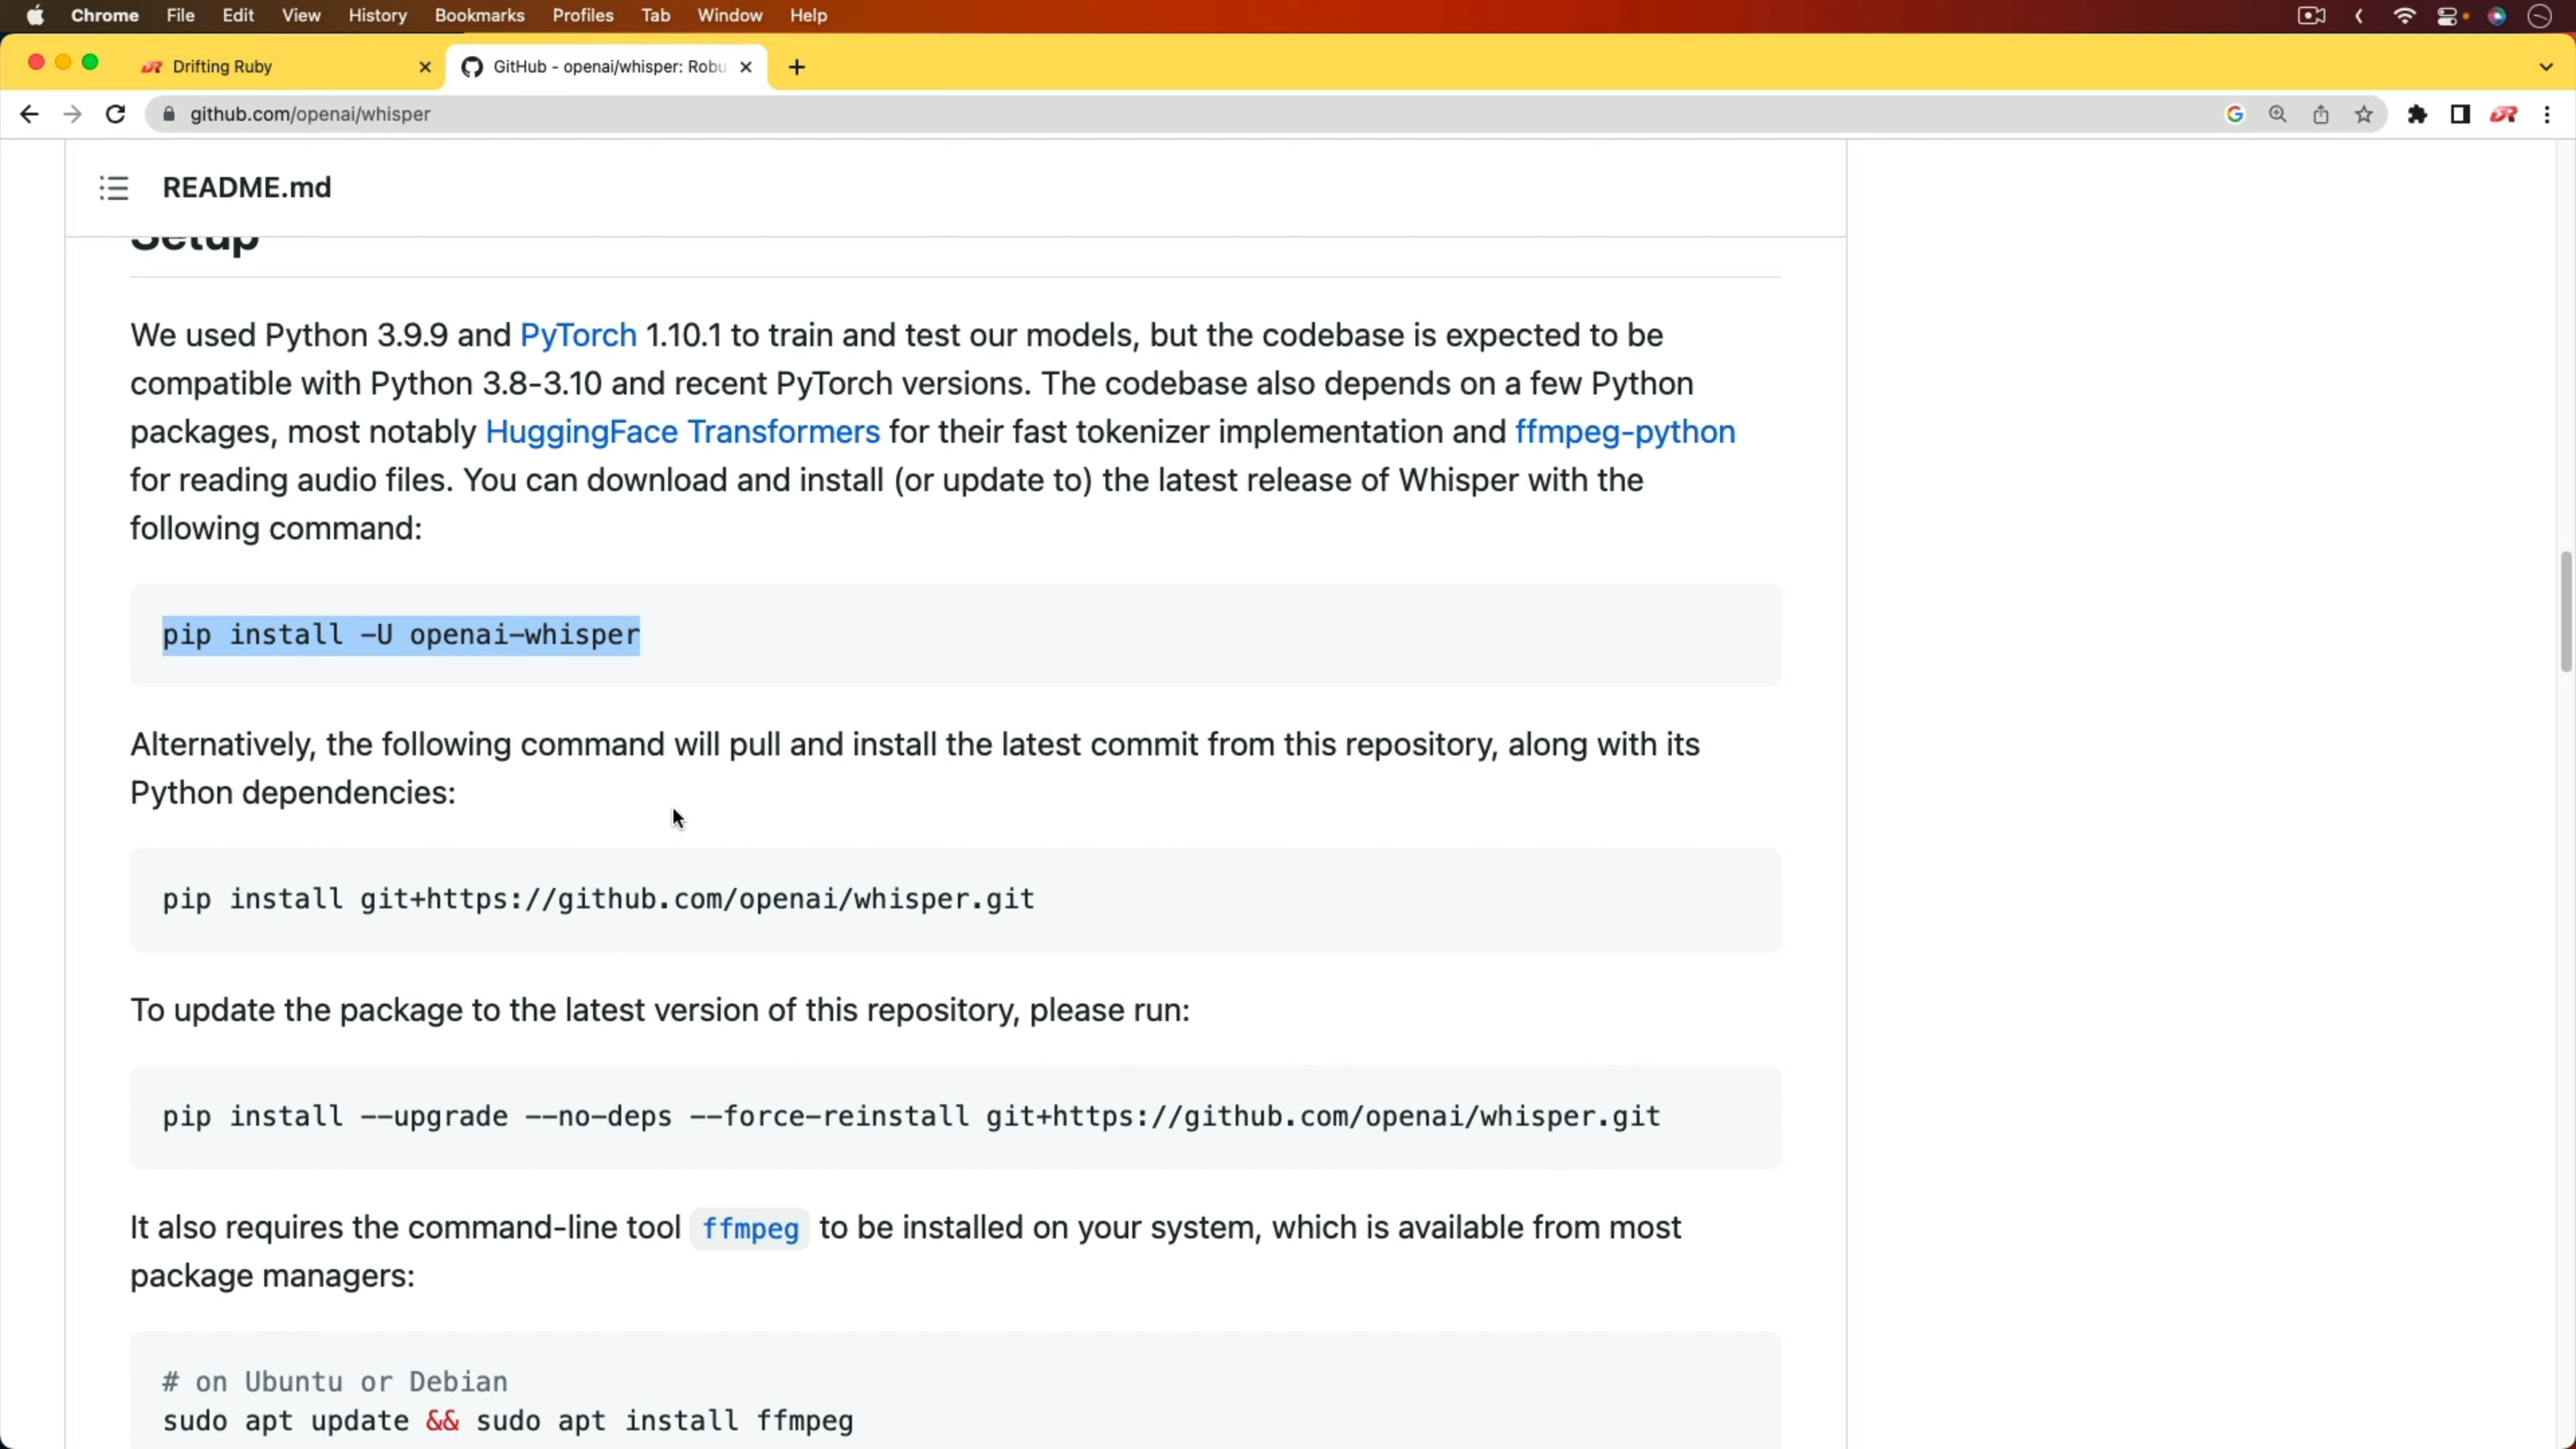 Chrome File Edit View History Bookmarks Profiles Tab Window Help
Drifting Ruby
GitHub - openai/whisper: Robu
github.com/openai/whisper
README.md
Setup
We used Python 3.9.9 and PyTorch 1.10.1 to train and test our models, but the codebase is expected to be
compatible with Python 3.8-3.10 and recent PyTorch versions. The codebase also depends on a few Python
packages, most notably HuggingFace Transformers for their fast tokenizer implementation and ffmpeg-python
for reading audio files. You can download and install (or update to) the latest release of Whisper with the
following command:
pip install -U openai-whisper
Alternatively, the following command will pull and install the latest commit from this repository, along with its
Python dependencies:
pip install git+https://github.com/openai/whisper.git
To update the package to the latest version of this repository, please run:
pip install --upgrade --no-deps --force-reinstall git+https://github.com/openai/whisper.git
It also requires the command-line tool ffmpeg to be installed on your system, which is available from most
package managers:
# on Ubuntu or Debian
sudo apt update && sudo apt install ffmpeg